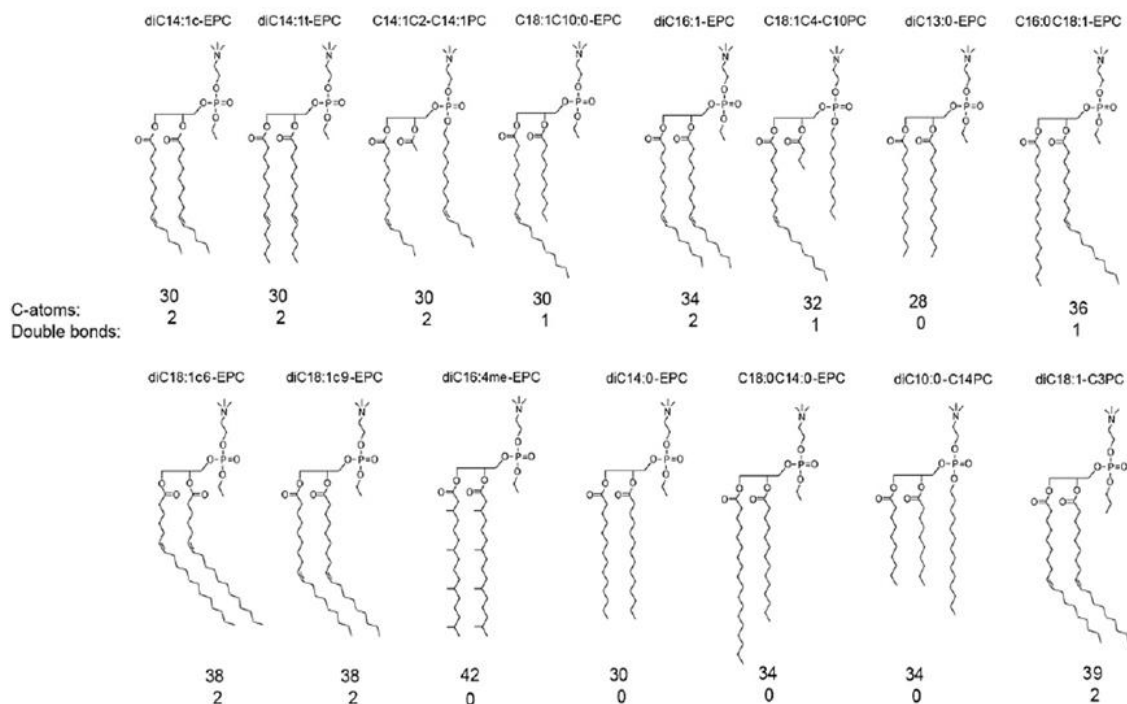 diC14:1c-EPC diC14:1t-EPC C14:1C2-C14:1PC C18:1C10:0-EPC diC16:1-EPC C18:1C4-C10PC diC13:0-EPC C16:0C18:1-EPC
C-atoms: 30 30 30 30 34 32 28 36
Double bonds: 2 2 2 1 2 1 0 1
diC18:1c6-EPC diC18:1c9-EPC diC16:4me-EPC diC14:0-EPC C18:0C14:0-EPC diC10:0-C14PC diC18:1-C3PC
38 38 42 30 34 34 39
2 2 0 0 0 0 2